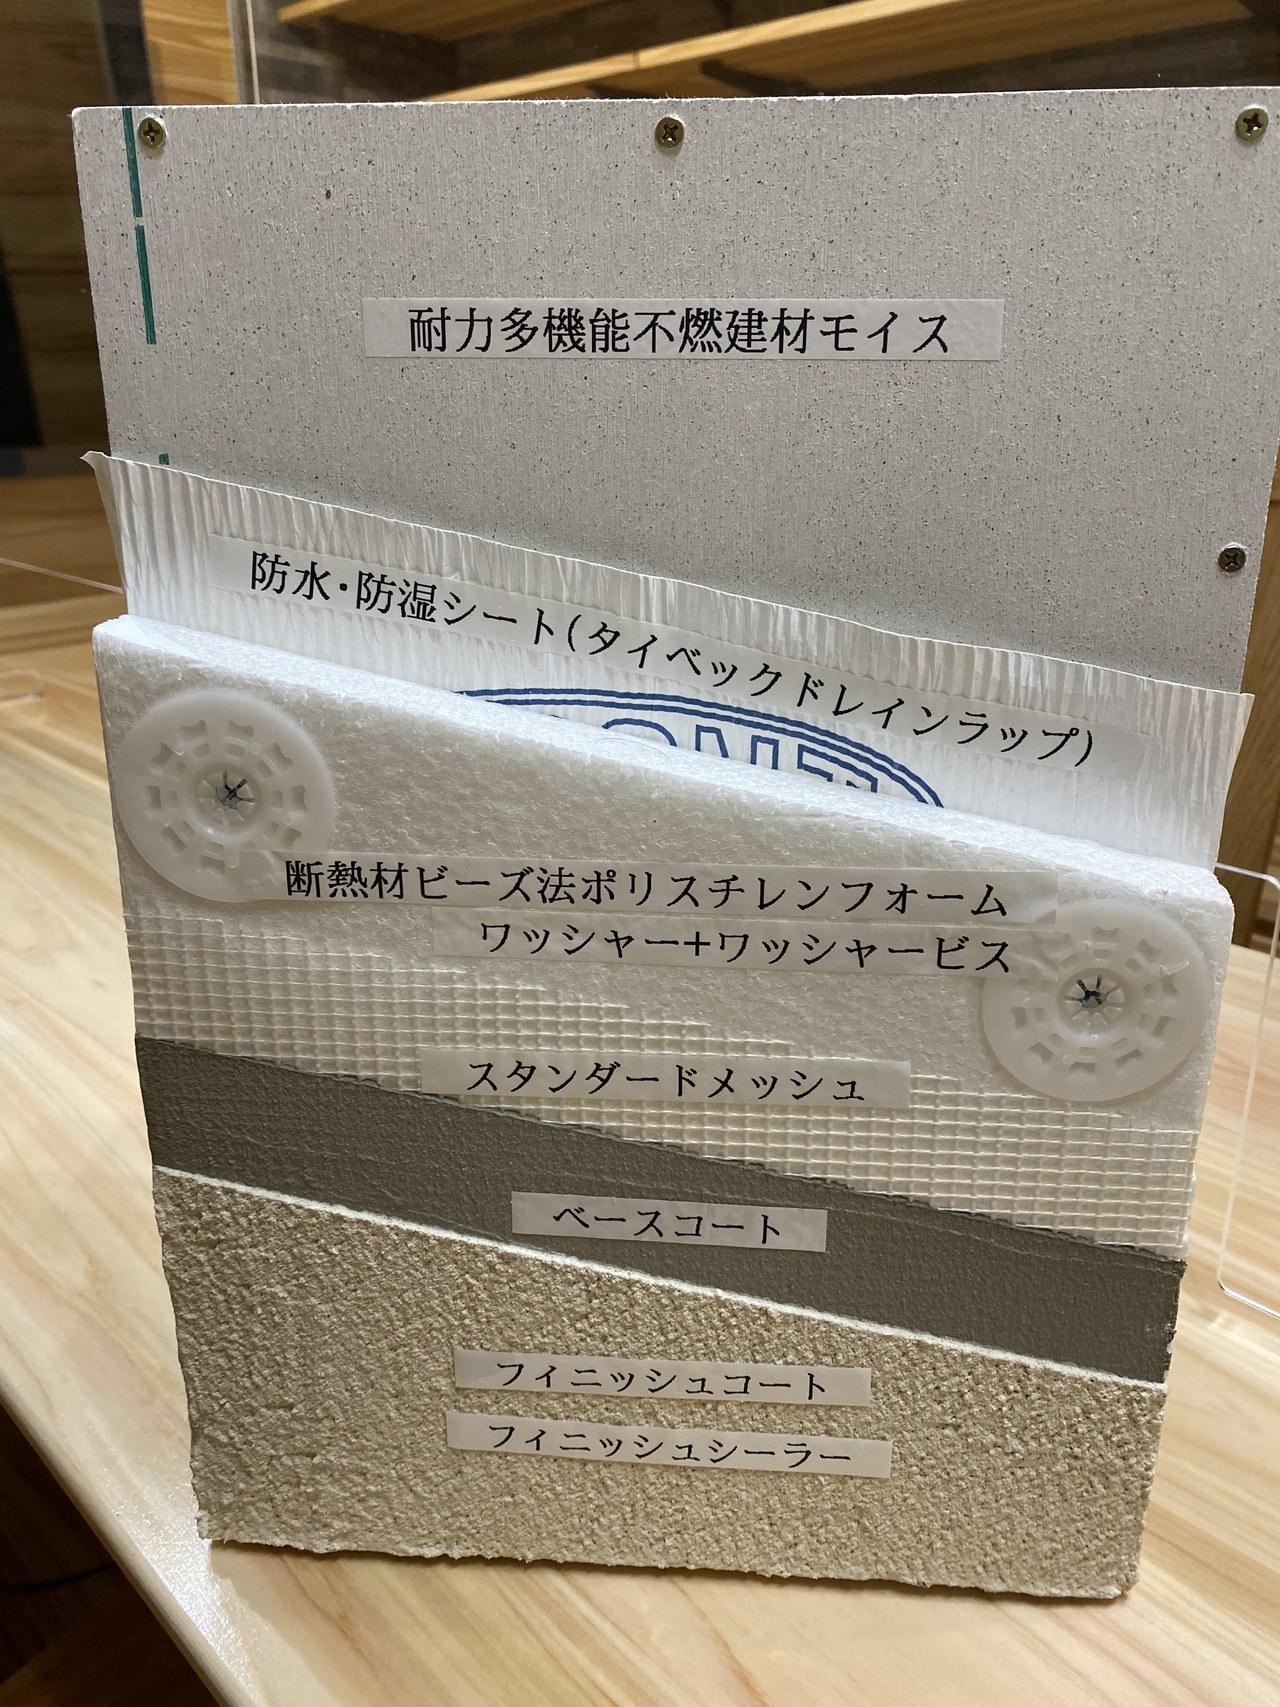 耐力多機能不燃建材モイス
防水・防湿シート(タイベックドレインラップ)
断熱材ビーズ法ポリスチレンフォーム
ワッシャー+ワッシャービス
スタンダードメッシュ
ベースコート
フィニッシュコート
フィニッシュシーラー